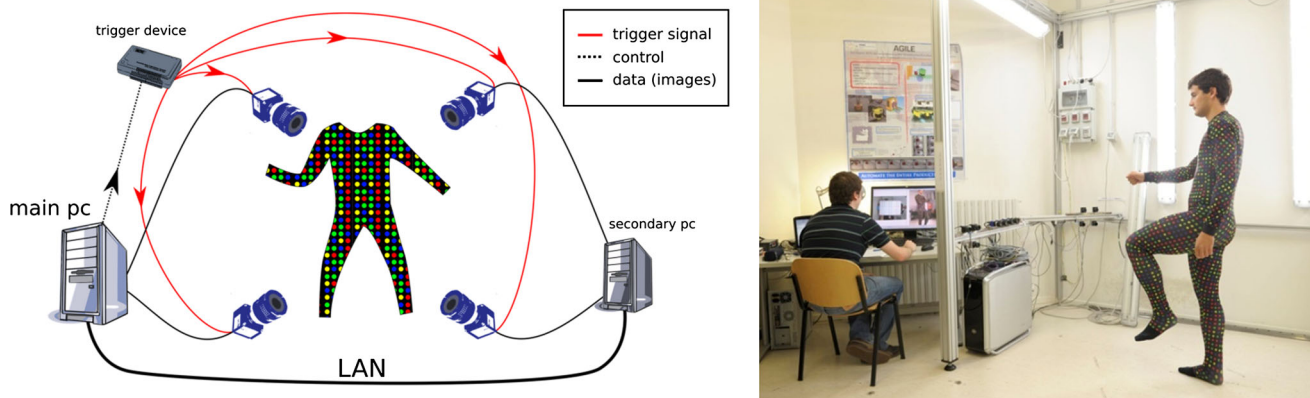 trigger device
trigger signal
control
data (images)
main pc
secondary pc
LAN
AGILE